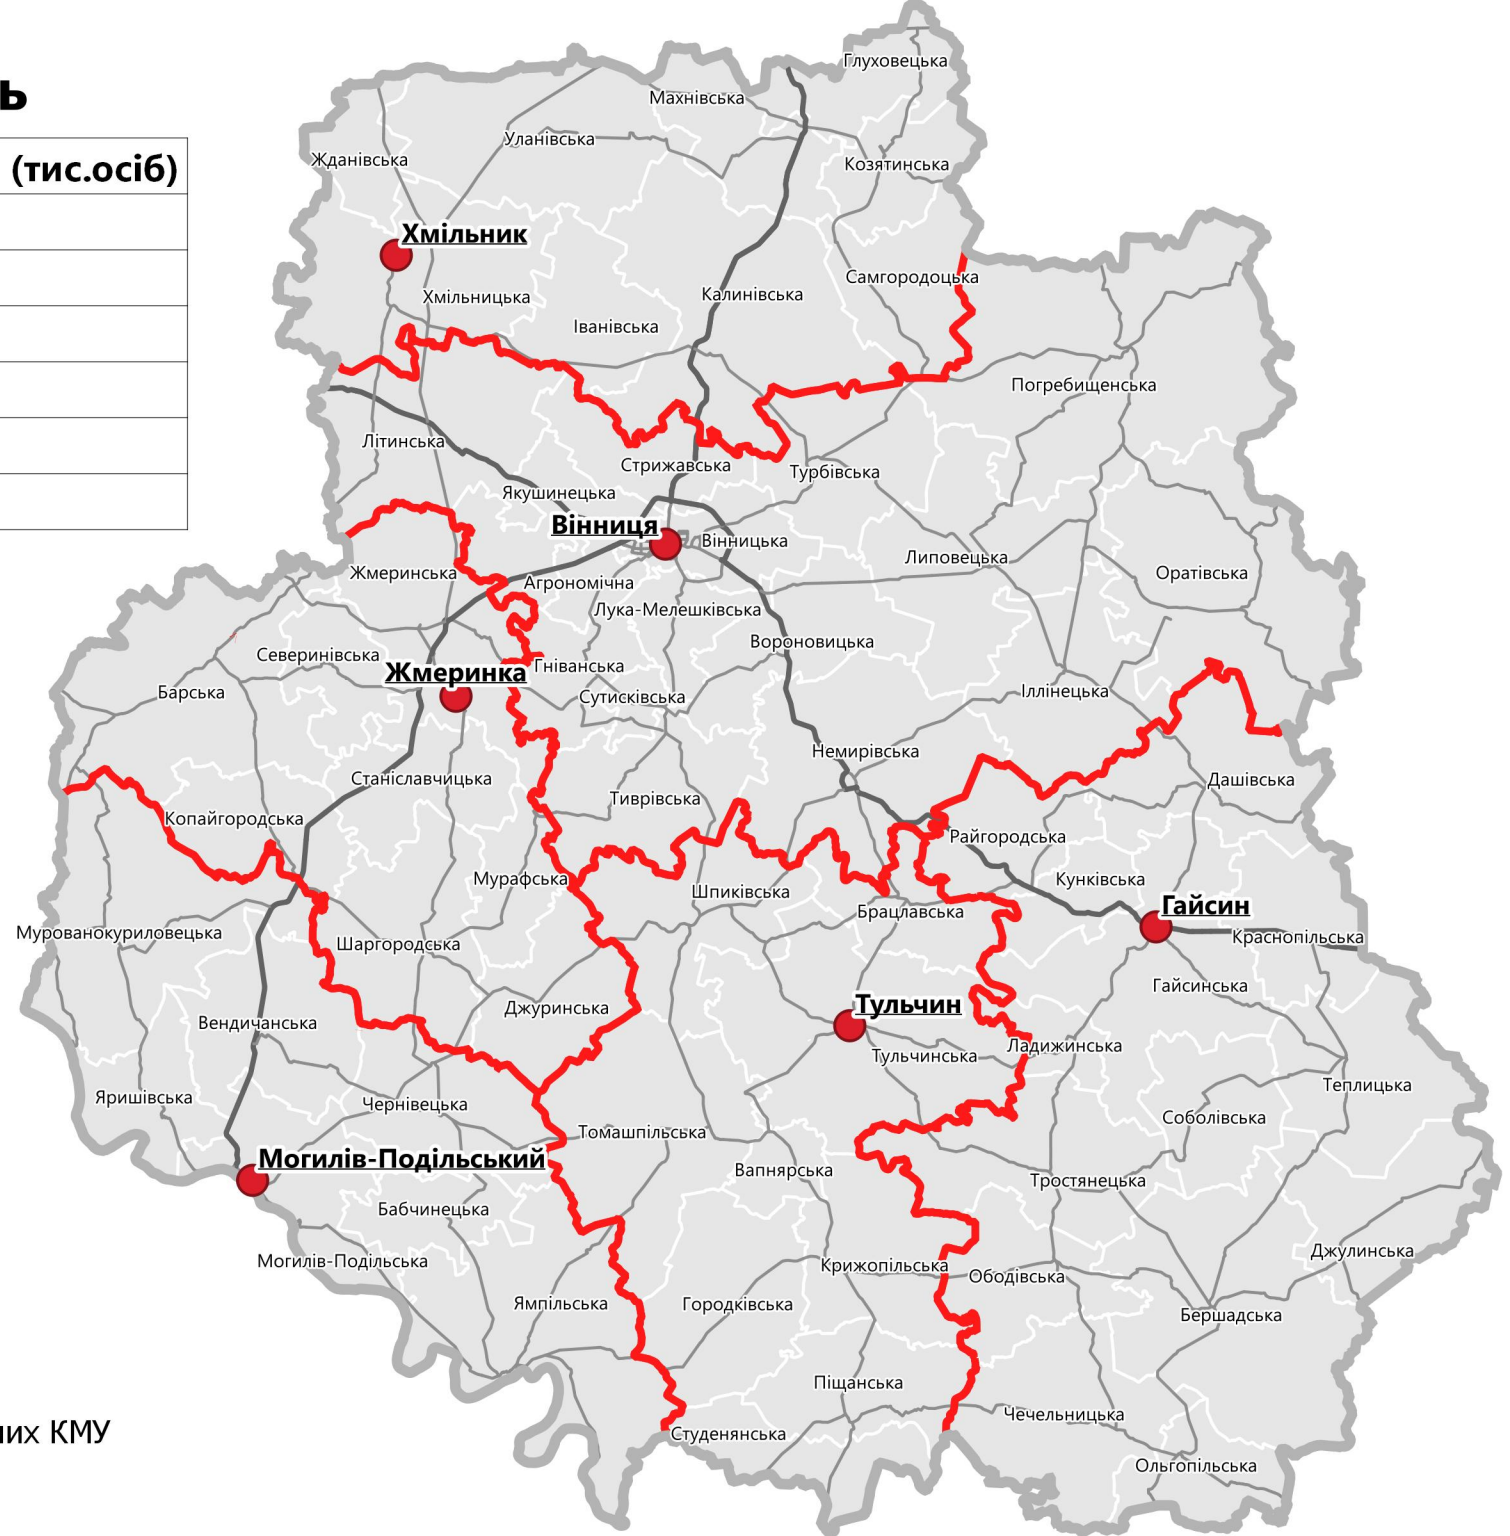 ь
(тис.осіб)
Глуховецька
Махнівська
Уланівська
Жданівська
Козятинська
Хмільник
Самгородоцька
Хмільницька
Калинівська
Іванівська
Погребищенська
Літинська
Стрижавська
Турбівська
Якушинецька
Вінниця
Вінницька
Липовецька
Жмеринська
Агрономічна
Оратівська
Лука-Мелешківська
Вороновицька
Северинівська
Гніванська
Жмеринка
Барська
Сутисківська
Іллінецька
Немирівська
Станіславчицька
Дашівська
Тиврівська
Копайгородська
Райгородська
Мурафська
Кунківська
Шпиківська
Гайсин
Брацлавська
Мурованокуриловецька
Краснопільська
Шаргородська
Гайсинська
Джуринська
Тульчин
Вендичанська
Ладижинська
Тульчинська
Теплицька
Яришівська
Чернівецька
Соболівська
Томашпільська
Могилів-Подільський
Вапнярська
Тростянецька
Бабчинецька
Джулинська
Могилів-Подільська
Крижопільська
Ободівська
Ямпільська
Городківська
Бершадська
Піщанська
Чечельницька
их КМУ
Студенянська
Ольгопільська